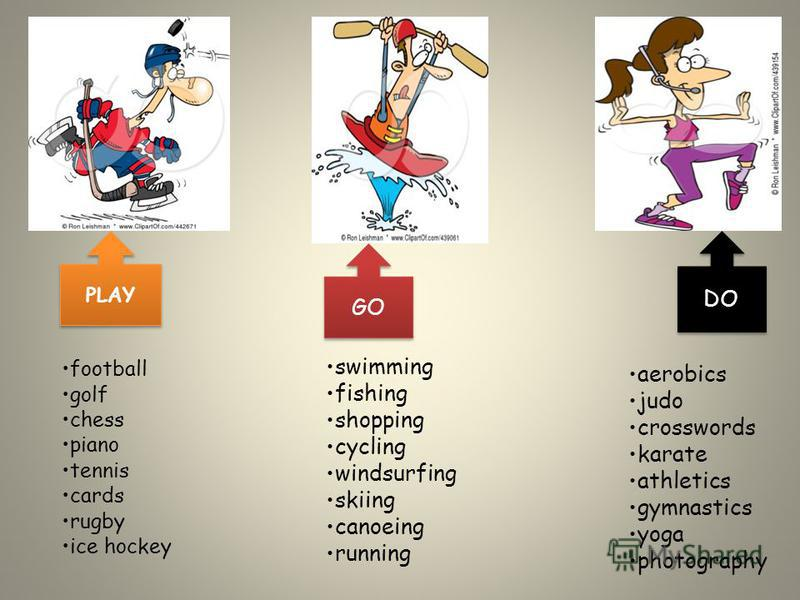 © Ron Leishman * www.ClipartOf.com/442671
© Ron Leishman * www.ClipartOf.com/439061
© Ron Leishman * www.ClipartOf.com/439154
PLAY
GO
DO
•football
•golf
•chess
•piano
•tennis
•cards
•rugby
•ice hockey
•swimming
•fishing
•shopping
•cycling
•windsurfing
•skiing
•canoeing
•running
•aerobics
•judo
•crosswords
•karate
•athletics
•gymnastics
•yoga
•photography
MyShared